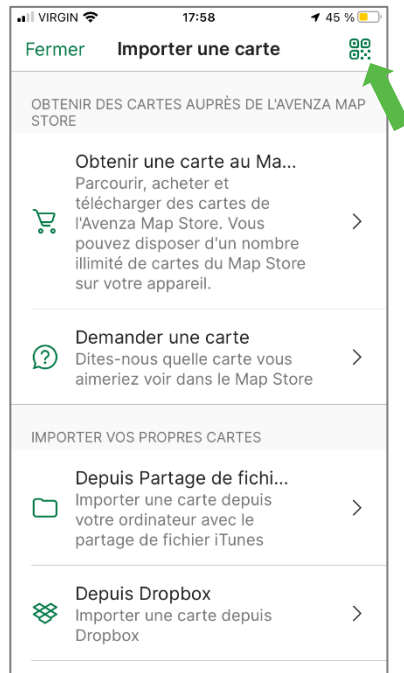 VIRGIN 17:58 45 %
Fermer Importer une carte
OBTENIR DES CARTES AUPRÈS DE L'AVENZA MAP
STORE
Obtenir une carte au Ma...
Parcourir, acheter et
télécharger des cartes de
l'Avenza Map Store. Vous
pouvez disposer d'un nombre
illimité de cartes du Map Store
sur votre appareil.
Demander une carte
Dites-nous quelle carte vous
aimeriez voir dans le Map Store
IMPORTER VOS PROPRES CARTES
Depuis Partage de fichi...
Importer une carte depuis
votre ordinateur avec le
partage de fichier iTunes
Depuis Dropbox
Importer une carte depuis
Dropbox